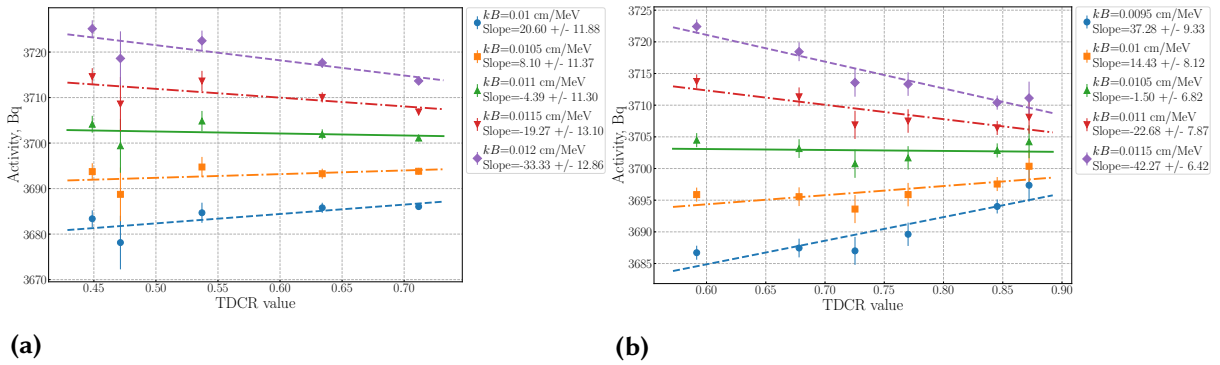 kB=0.01 cm/MeV
Slope=20.60 +/- 11.88
kB=0.0105 cm/MeV
Slope=8.10 +/- 11.37
kB=0.011 cm/MeV
Slope=-4.39 +/- 11.30
kB=0.0115 cm/MeV
Slope=-19.27 +/- 13.10
kB=0.012 cm/MeV
Slope=-33.33 +/- 12.86
Activity, Bq
3720
3710
3700
3690
3680
3670
0.45 0.50 0.55 0.60 0.65 0.70
TDCR value
(a)
kB=0.0095 cm/MeV
Slope=37.28 +/- 9.33
kB=0.01 cm/MeV
Slope=14.43 +/- 8.12
kB=0.0105 cm/MeV
Slope=-1.50 +/- 6.82
kB=0.011 cm/MeV
Slope=-22.68 +/- 7.87
kB=0.0115 cm/MeV
Slope=-42.27 +/- 6.42
Activity, Bq
3725
3720
3715
3710
3705
3700
3695
3690
3685
0.60 0.65 0.70 0.75 0.80 0.85 0.90
TDCR value
(b)